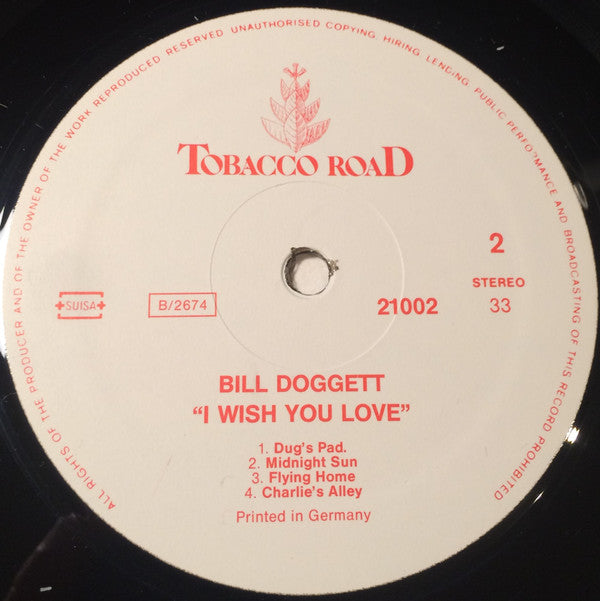 ALL RIGHTS OF THE PRODUCER AND OF THE OWNER OF THE WORK REPRODUCED RESERVED UNAUTHORISED COPYING, HIRING, LENDING, PUBLIC PERFORMANCE AND BROADCASTING OF THIS RECORD PROHIBITED
TOBACCO ROAD
2
SUISA B/2674 21002 STEREO
33
BILL DOGGETT
“I WISH YOU LOVE”
1. Dug's Pad.
2. Midnight Sun
3. Flying Home
4. Charlie's Alley
Printed in Germany